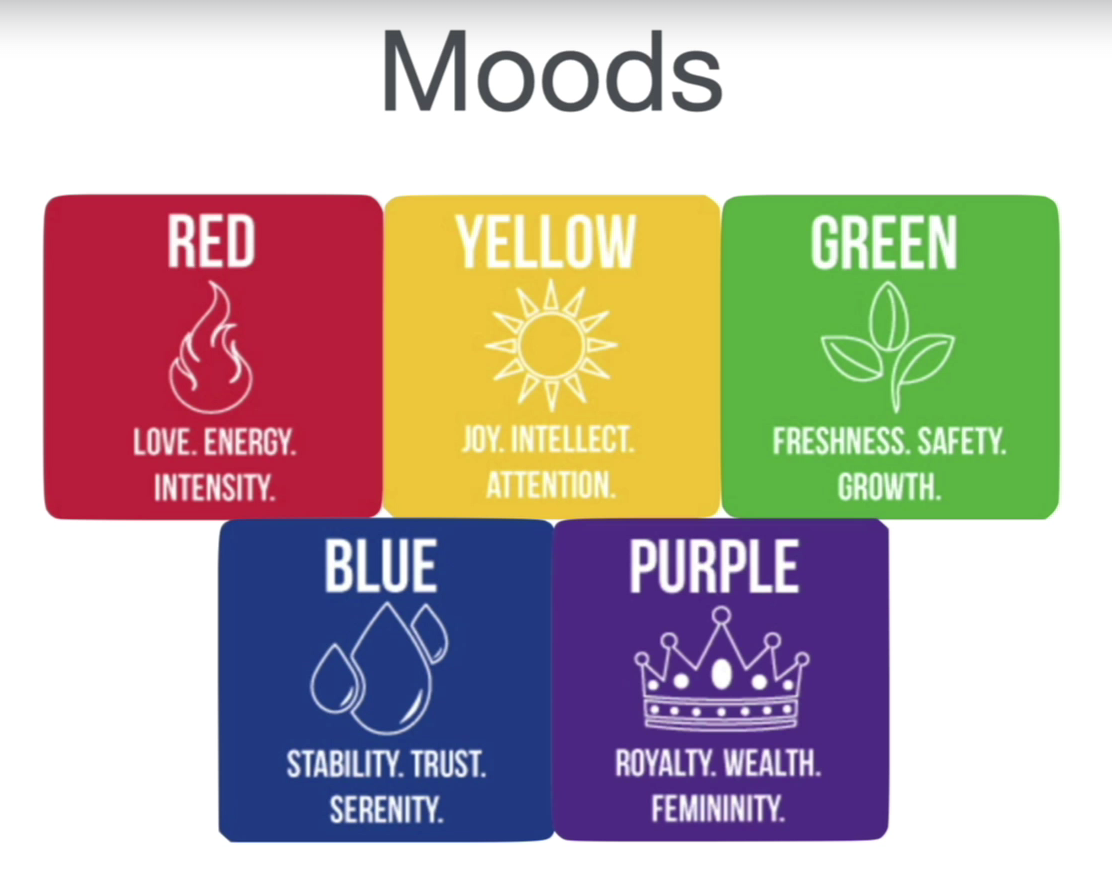 Moods
RED
LOVE. ENERGY.
INTENSITY.
YELLOW
JOY. INTELLECT.
ATTENTION.
GREEN
FRESHNESS. SAFETY.
GROWTH.
BLUE
STABILITY. TRUST.
SERENITY.
PURPLE
ROYALTY. WEALTH.
FEMININITY.